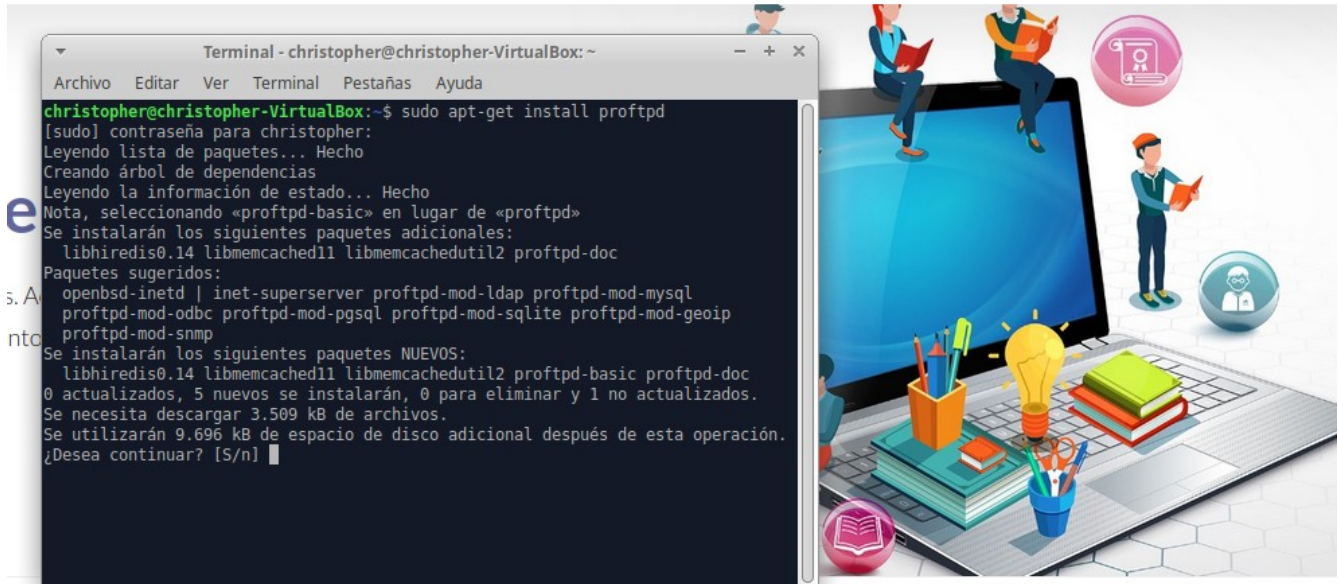 Terminal - christopher@christopher-VirtualBox: ~
Archivo Editar Ver Terminal Pestañas Ayuda
christopher@christopher-VirtualBox:~$ sudo apt-get install proftpd
[sudo] contraseña para christopher:
Leyendo lista de paquetes... Hecho
Creando árbol de dependencias
Leyendo la información de estado... Hecho
Nota, seleccionando «proftpd-basic» en lugar de «proftpd»
Se instalarán los siguientes paquetes adicionales:
libhiredis0.14 libmemcached11 libmemcachedutil2 proftpd-doc
Paquetes sugeridos:
openbsd-inetd | inet-superserver proftpd-mod-ldap proftpd-mod-mysql
proftpd-mod-odbc proftpd-mod-pgsql proftpd-mod-sqlite proftpd-mod-geoip
proftpd-mod-snmp
Se instalarán los siguientes paquetes NUEVOS:
libhiredis0.14 libmemcached11 libmemcachedutil2 proftpd-basic proftpd-doc
0 actualizados, 5 nuevos se instalarán, 0 para eliminar y 1 no actualizados.
Se necesita descargar 3.509 kB de archivos.
Se utilizarán 9.696 kB de espacio de disco adicional después de esta operación.
¿Desea continuar? [S/n]